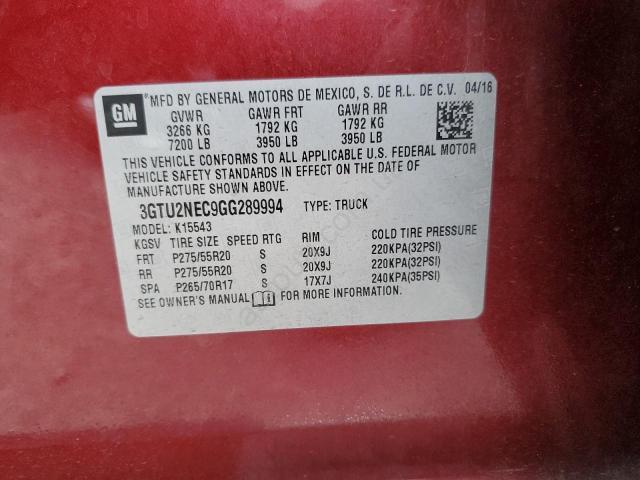 GM
MFD BY GENERAL MOTORS DE MEXICO, S. DE R.L. DE C.V. 04/16
GVWR GAWR FRT GAWR RR
3266 KG 1792 KG 1792 KG
7200 LB 3950 LB 3950 LB
THIS VEHICLE CONFORMS TO ALL APPLICABLE U.S. FEDERAL MOTOR
VEHICLE SAFETY STANDARDS IN EFFECT ON THE DATE OF
MANUFACTURE SHOWN ABOVE.
3GTU2NEC9GG289994 TYPE: TRUCK
MODEL: K15543
KGSV TIRE SIZE SPEED RTG RIM COLD TIRE PRESSURE
FRT P275/55R20 S 20X9J 220KPA(32PSI)
RR P275/55R20 S 20X9J 220KPA(32PSI)
SPA P265/70R17 S 17X7J 240KPA(35PSI)
SEE OWNER'S MANUAL FOR MORE INFORMATION.